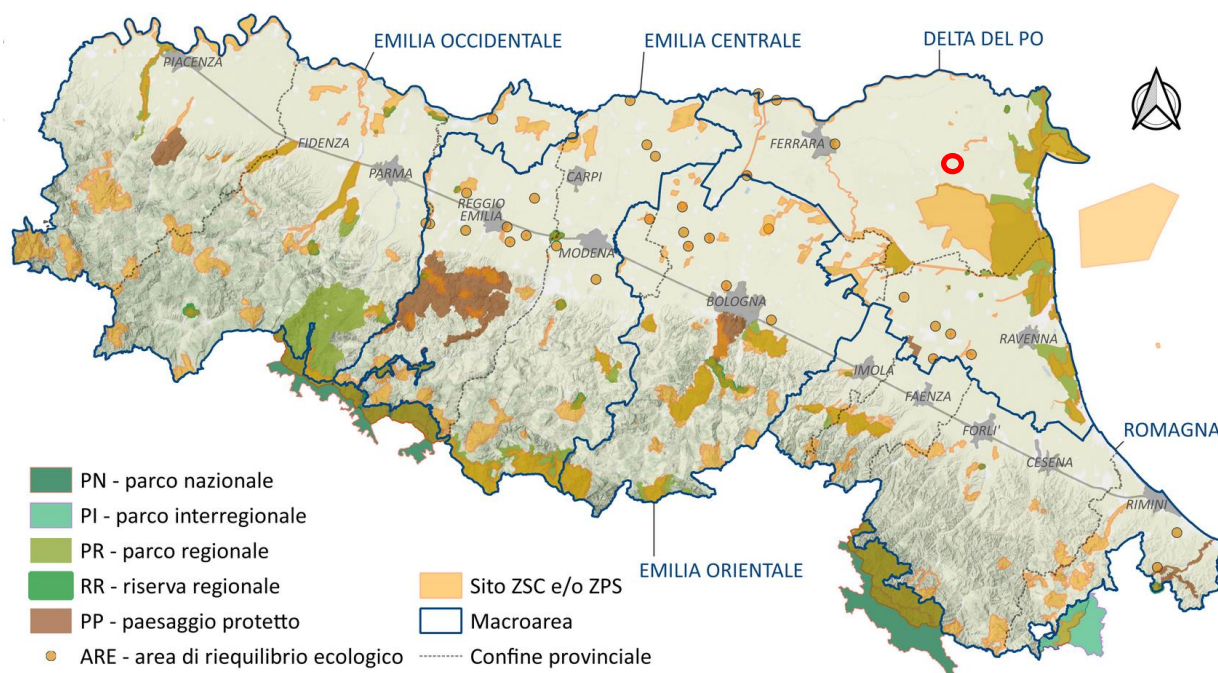 EMILIA OCCIDENTALE
EMILIA CENTRALE
DELTA DEL PO
PIACENZA
FIDENZA
PARMA
REGGIO
EMILIA
CARPI
MODENA
FERRARA
BOLOGNA
IMOLA
FAENZA
RAVENNA
FORLI'
CESENA
ROMAGNA
RIMINI
EMILIA ORIENTALE
PN - parco nazionale
PI - parco interregionale
PR - parco regionale
RR - riserva regionale
PP - paesaggio protetto
ARE - area di riequilibrio ecologico
Sito ZSC e/o ZPS
Macroarea
Confine provinciale